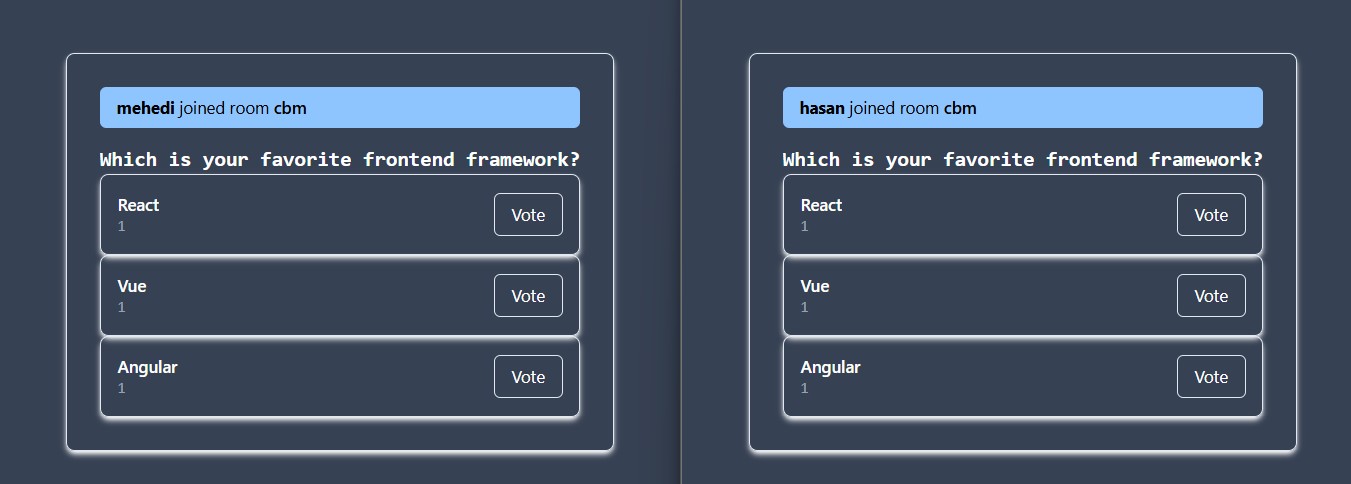 mehedi joined room cbm
Which is your favorite frontend framework?
React
1
Vote
Vue
1
Vote
Angular
1
Vote
hasan joined room cbm
Which is your favorite frontend framework?
React
1
Vote
Vue
1
Vote
Angular
1
Vote